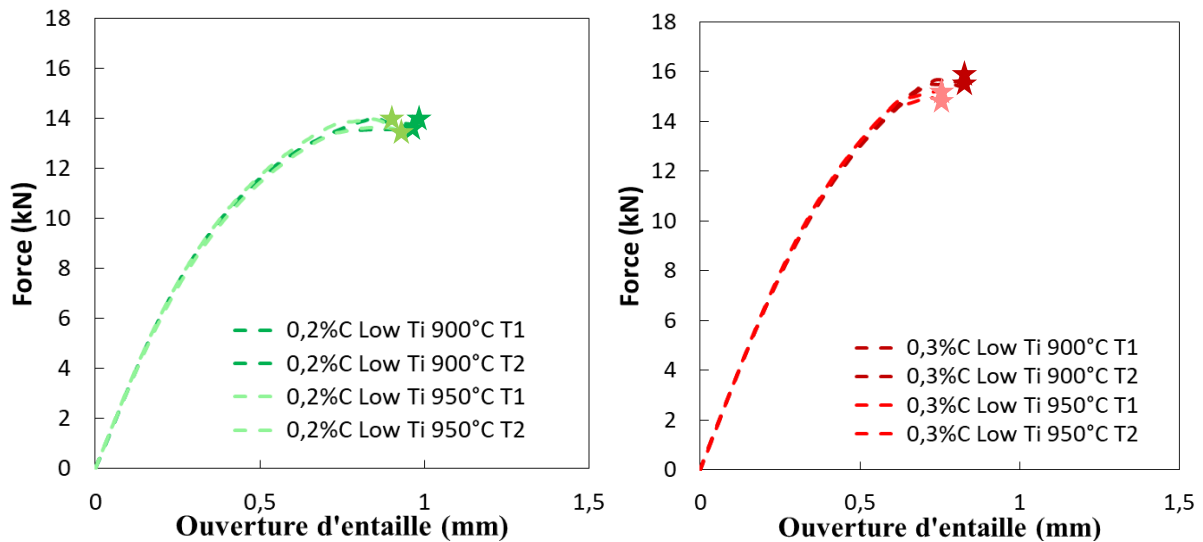 18
16
14
12
10
8
6
4
2
0
Force (kN)
0,2%C Low Ti 900°C T1
0,2%C Low Ti 900°C T2
0,2%C Low Ti 950°C T1
0,2%C Low Ti 950°C T2
0 0,5 1 1,5
Ouverture d'entaille (mm)
18
16
14
12
10
8
6
4
2
0
Force (kN)
0,3%C Low Ti 900°C T1
0,3%C Low Ti 900°C T2
0,3%C Low Ti 950°C T1
0,3%C Low Ti 950°C T2
0 0,5 1 1,5
Ouverture d'entaille (mm)